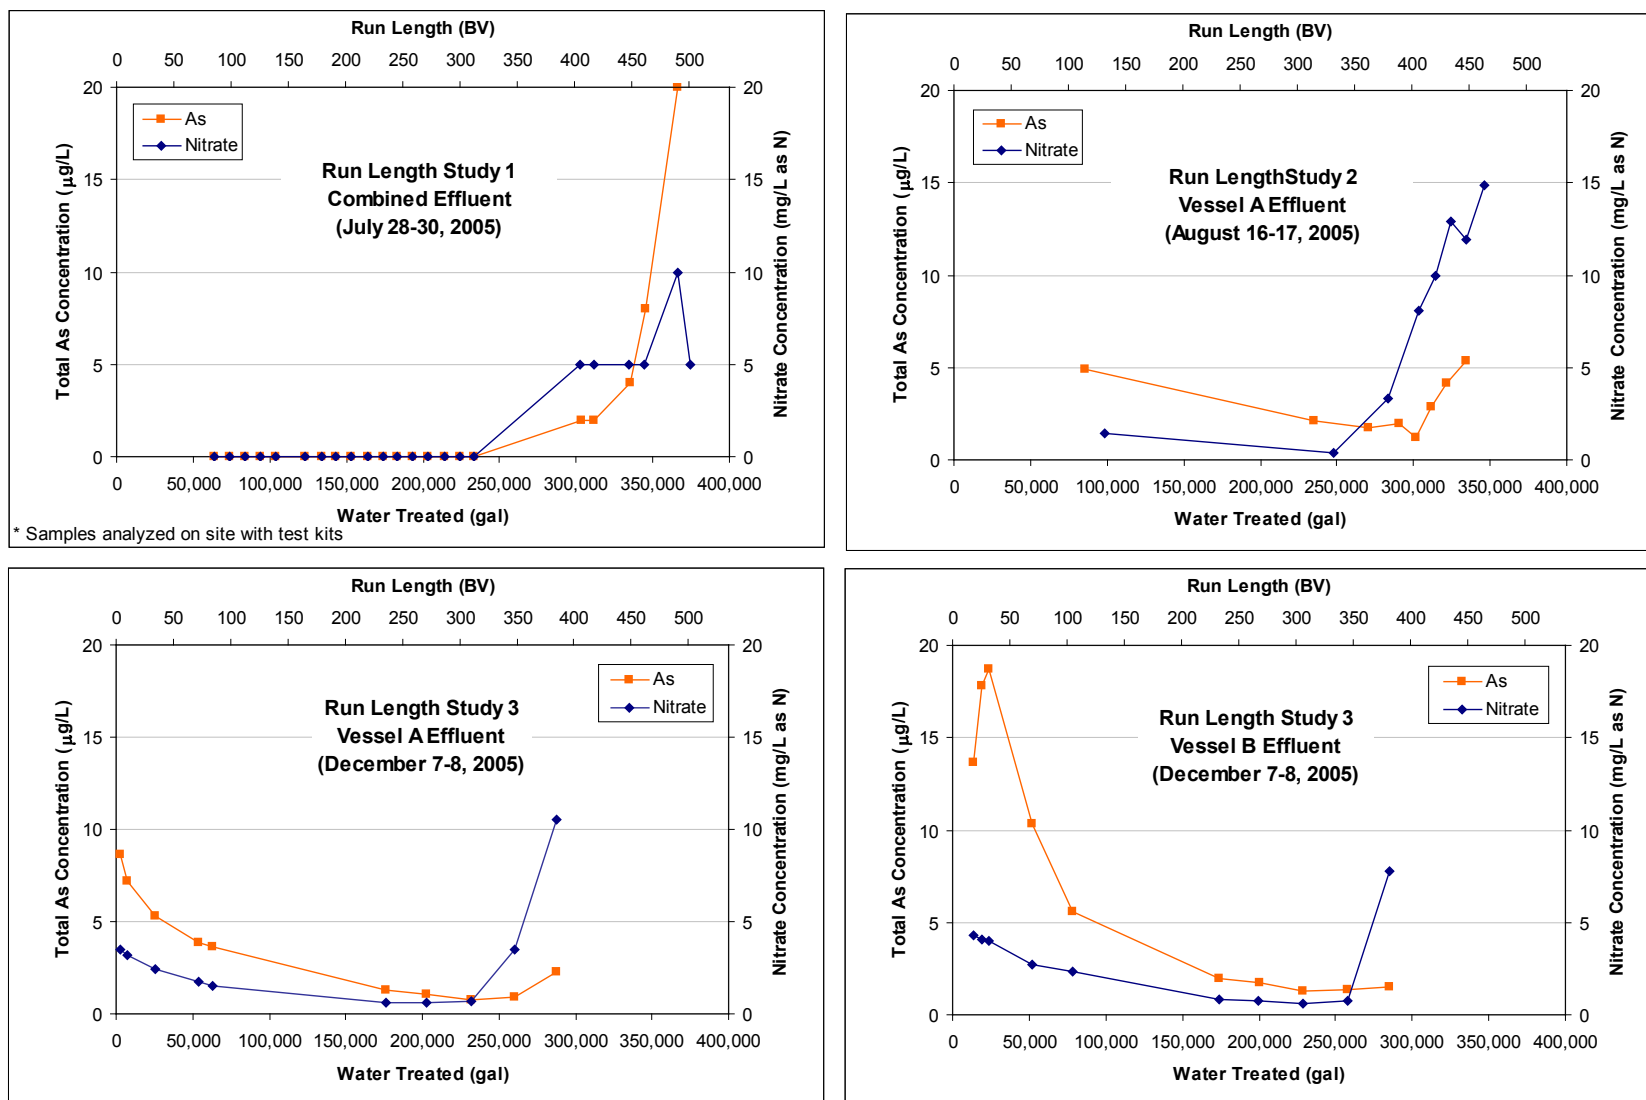 Run Length (BV)
0 50 100 150 200 250 300 350 400 450 500
20 15 10 5 0
Total As Concentration (µg/L)
As
Nitrate
Run Length Study 1
Combined Effluent
(July 28-30, 2005)
20 15 10 5 0
Nitrate Concentration (mg/L as N)
0 50,000 100,000 150,000 200,000 250,000 300,000 350,000 400,000
Water Treated (gal)
* Samples analyzed on site with test kits
Run Length (BV)
0 50 100 150 200 250 300 350 400 450 500
20 15 10 5 0
Total As Concentration (µg/L)
As
Nitrate
Run LengthStudy 2
Vessel A Effluent
(August 16-17, 2005)
20 15 10 5 0
Nitrate Concentration (mg/L as N)
0 50,000 100,000 150,000 200,000 250,000 300,000 350,000 400,000
Water Treated (gal)
Run Length (BV)
0 50 100 150 200 250 300 350 400 450 500
20 15 10 5 0
Total As Concentration (µg/L)
As
Nitrate
Run Length Study 3
Vessel A Effluent
(December 7-8, 2005)
20 15 10 5 0
Nitrate Concentration (mg/L as N)
0 50,000 100,000 150,000 200,000 250,000 300,000 350,000 400,000
Water Treated (gal)
Run Length (BV)
0 50 100 150 200 250 300 350 400 450 500
20 15 10 5 0
Total As Concentration (µg/L)
As
Nitrate
Run Length Study 3
Vessel B Effluent
(December 7-8, 2005)
20 15 10 5 0
Nitrate Concentration (mg/L as N)
0 50,000 100,000 150,000 200,000 250,000 300,000 350,000 400,000
Water Treated (gal)